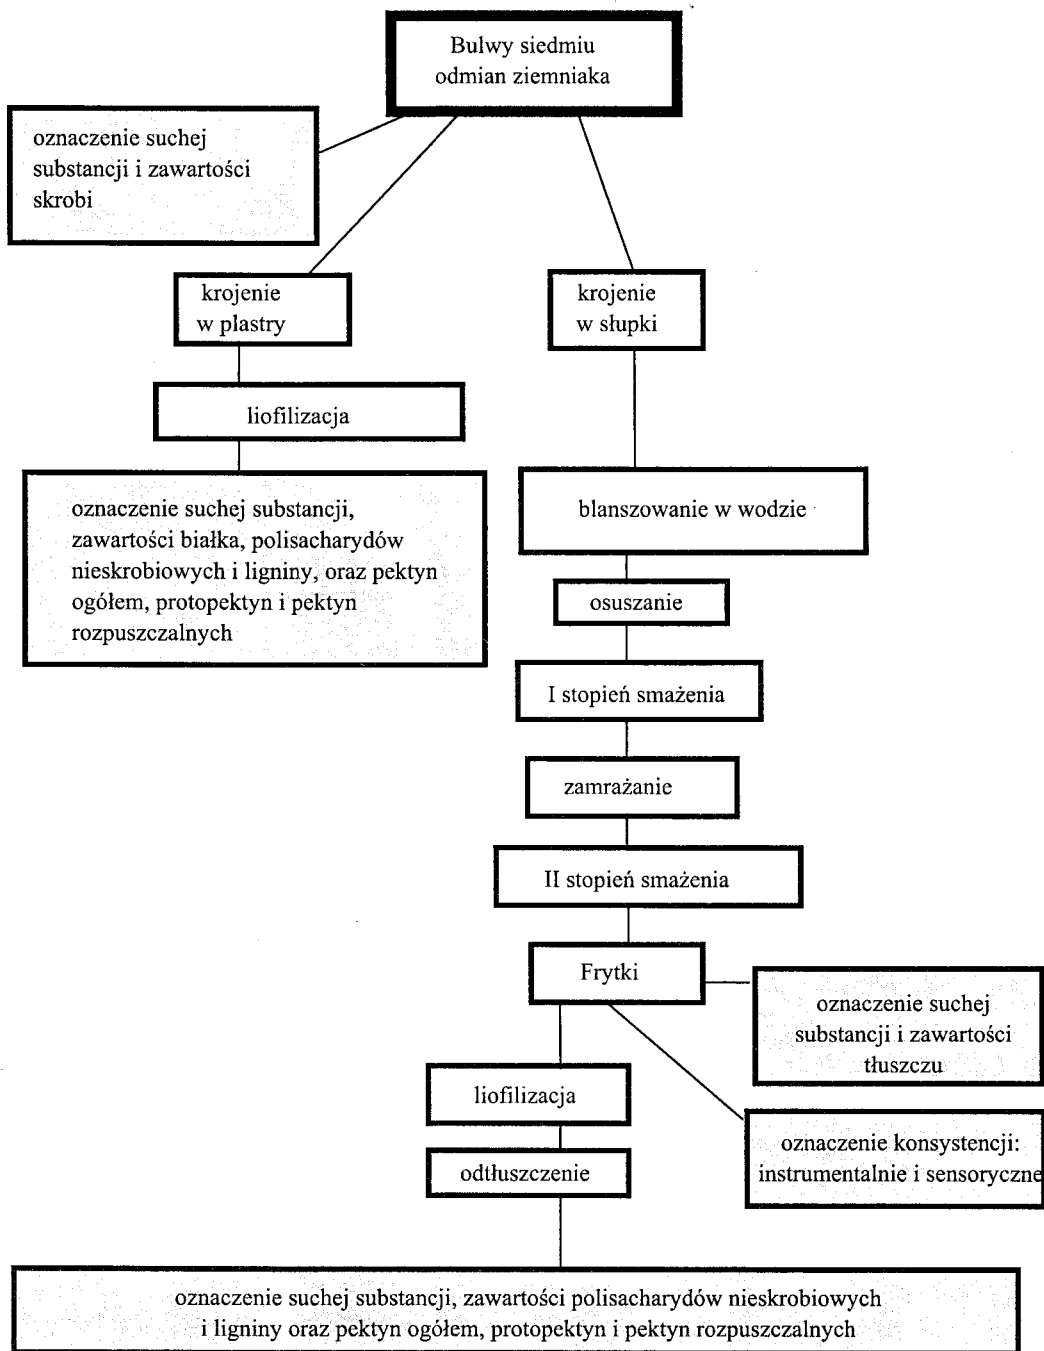 Bulwy siedmiu
odmian ziemniaka
oznaczenie suchej
substancji i zawartości
skrobi
krojenie
w plastry
krojenie
w słupki
liofilizacja
oznaczenie suchej substancji,
zawartości białka, polisacharydów
nieskrobiowych i ligniny, oraz pektyn
ogółem, protopektyn i pektyn
rozpuszczalnych
blanszowanie w wodzie
osuszanie
I stopień smażenia
zamrażanie
II stopień smażenia
Frytki
oznaczenie suchej
substancji i zawartości
tłuszczu
liofilizacja
oznaczenie konsystencji:
instrumentalnie i sensoryczne
odtłuszczenie
oznaczenie suchej substancji, zawartości polisacharydów nieskrobiowych
i ligniny oraz pektyn ogółem, protopektyn i pektyn rozpuszczalnych